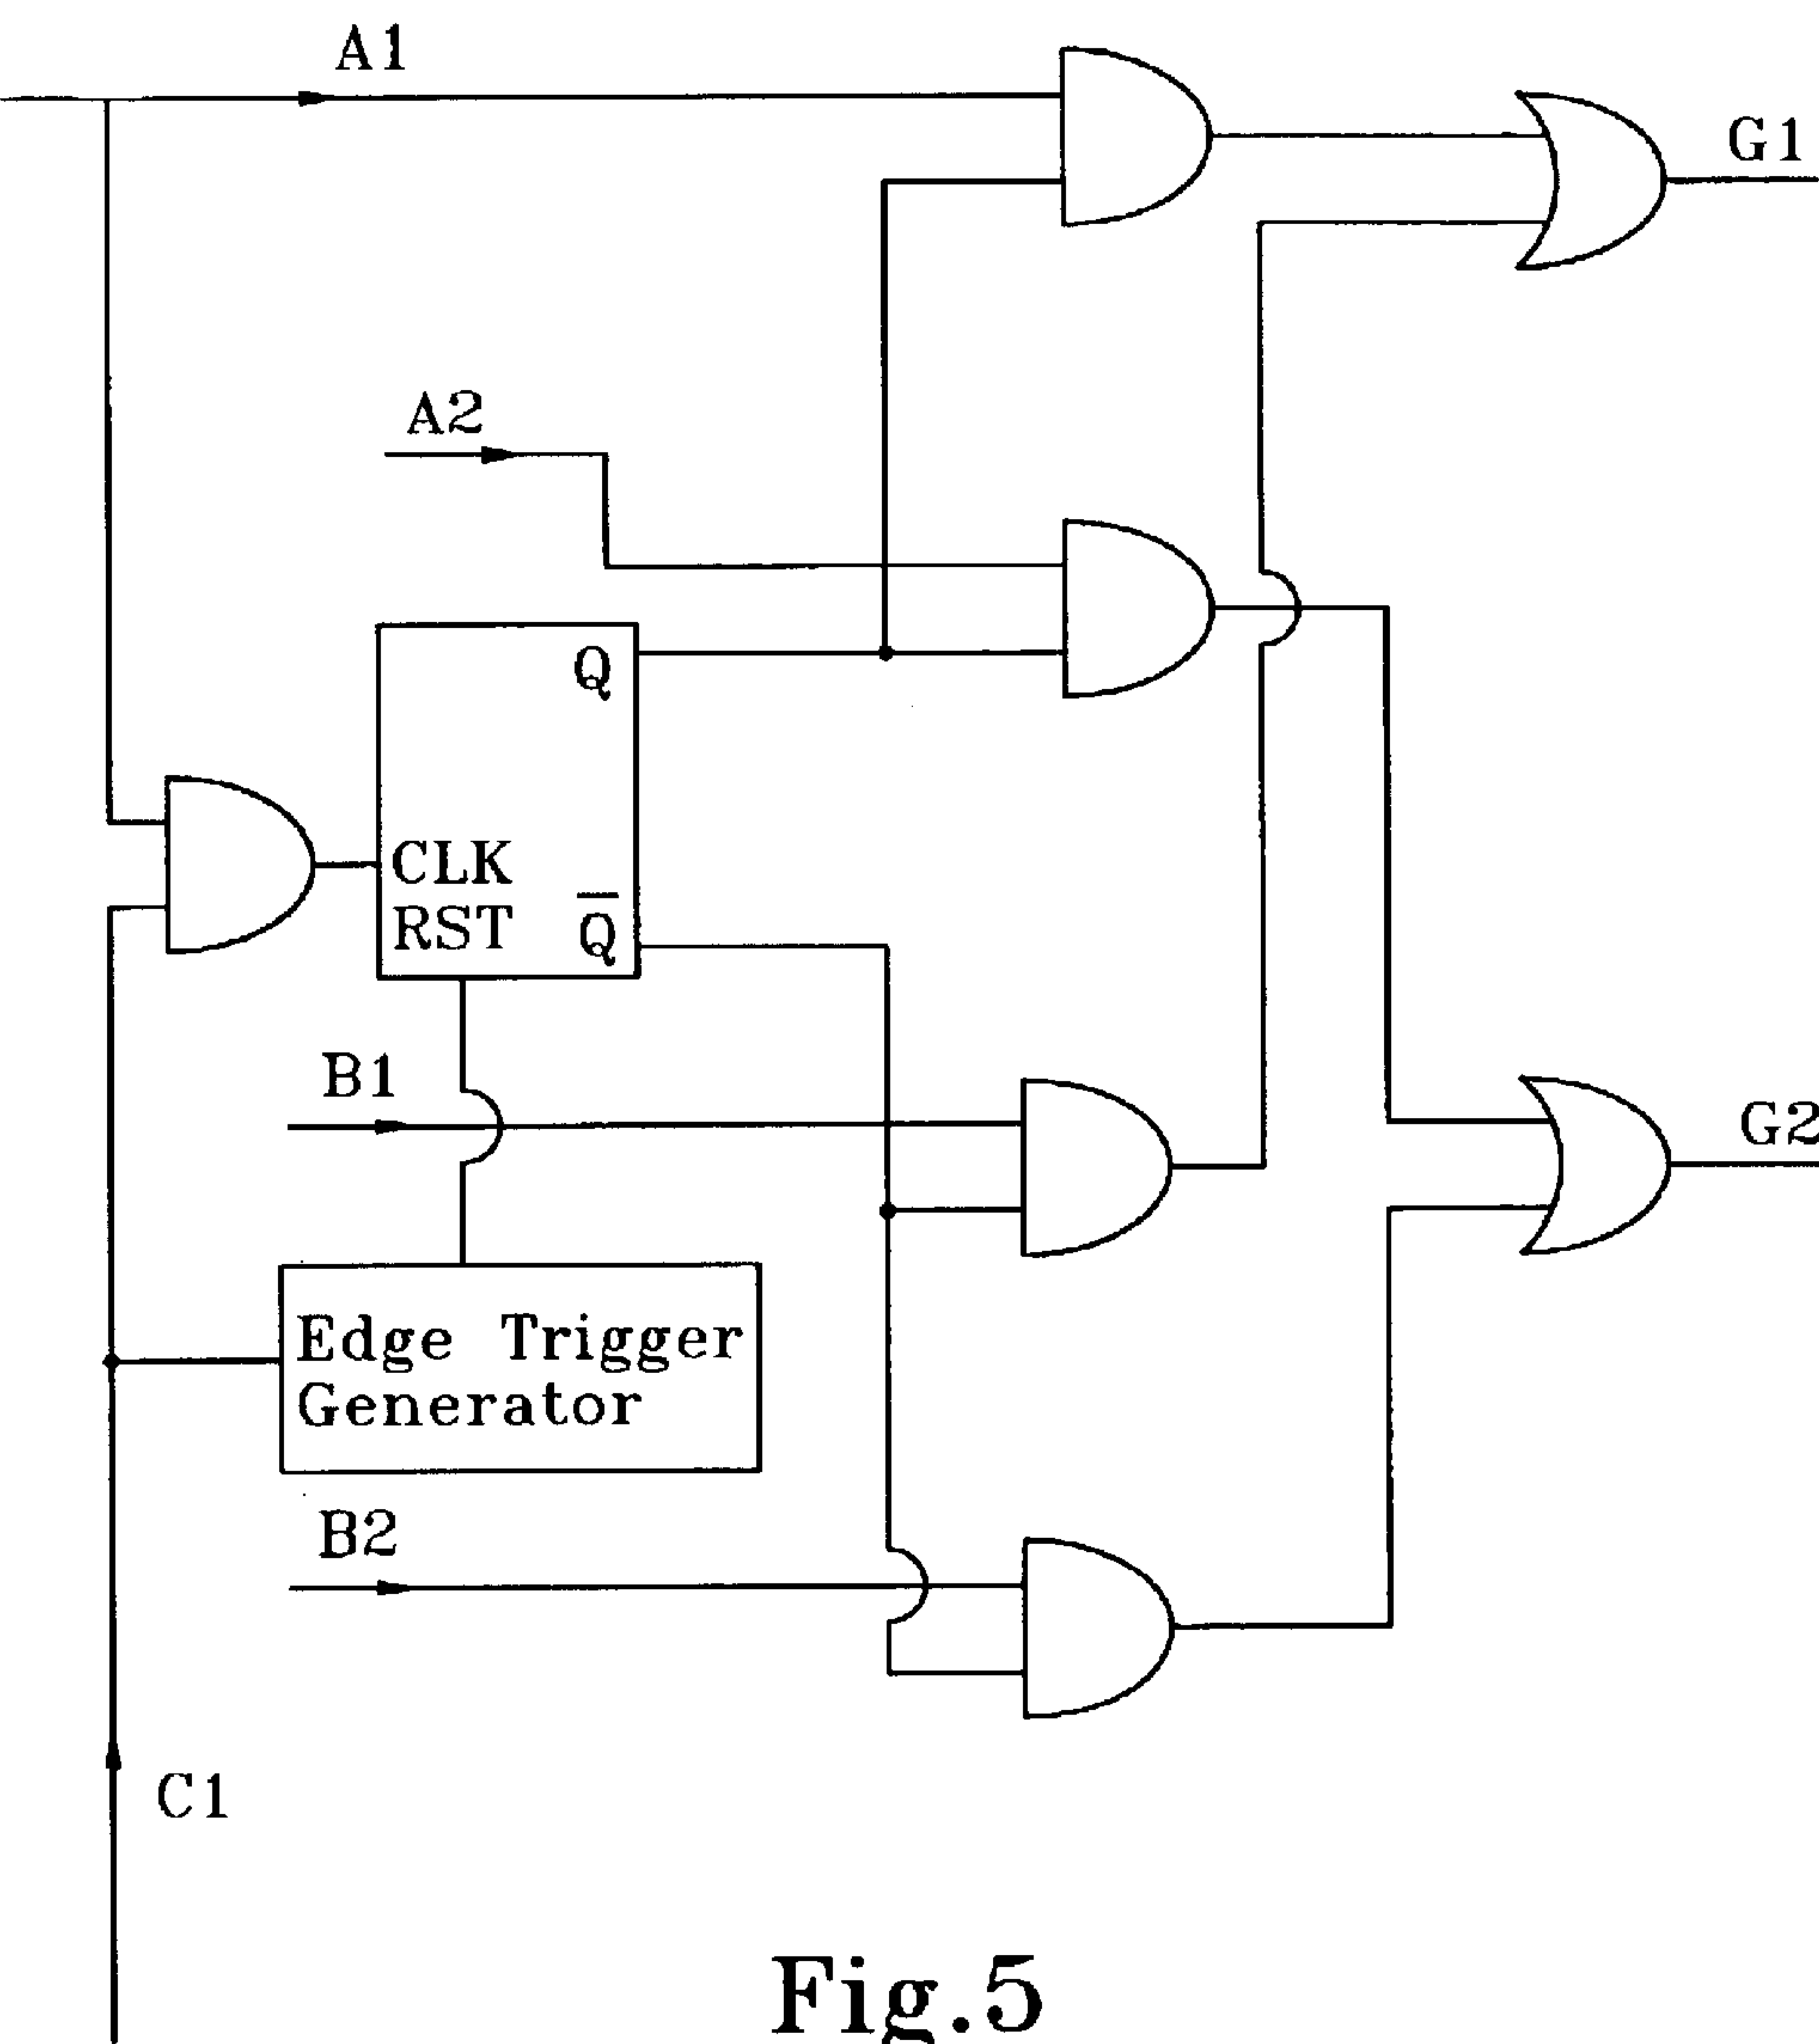 A1
G1
A2
Q
CLK
RST
Q̅
B1
G2
Edge Trigger
Generator
B2
C1
Fig.5